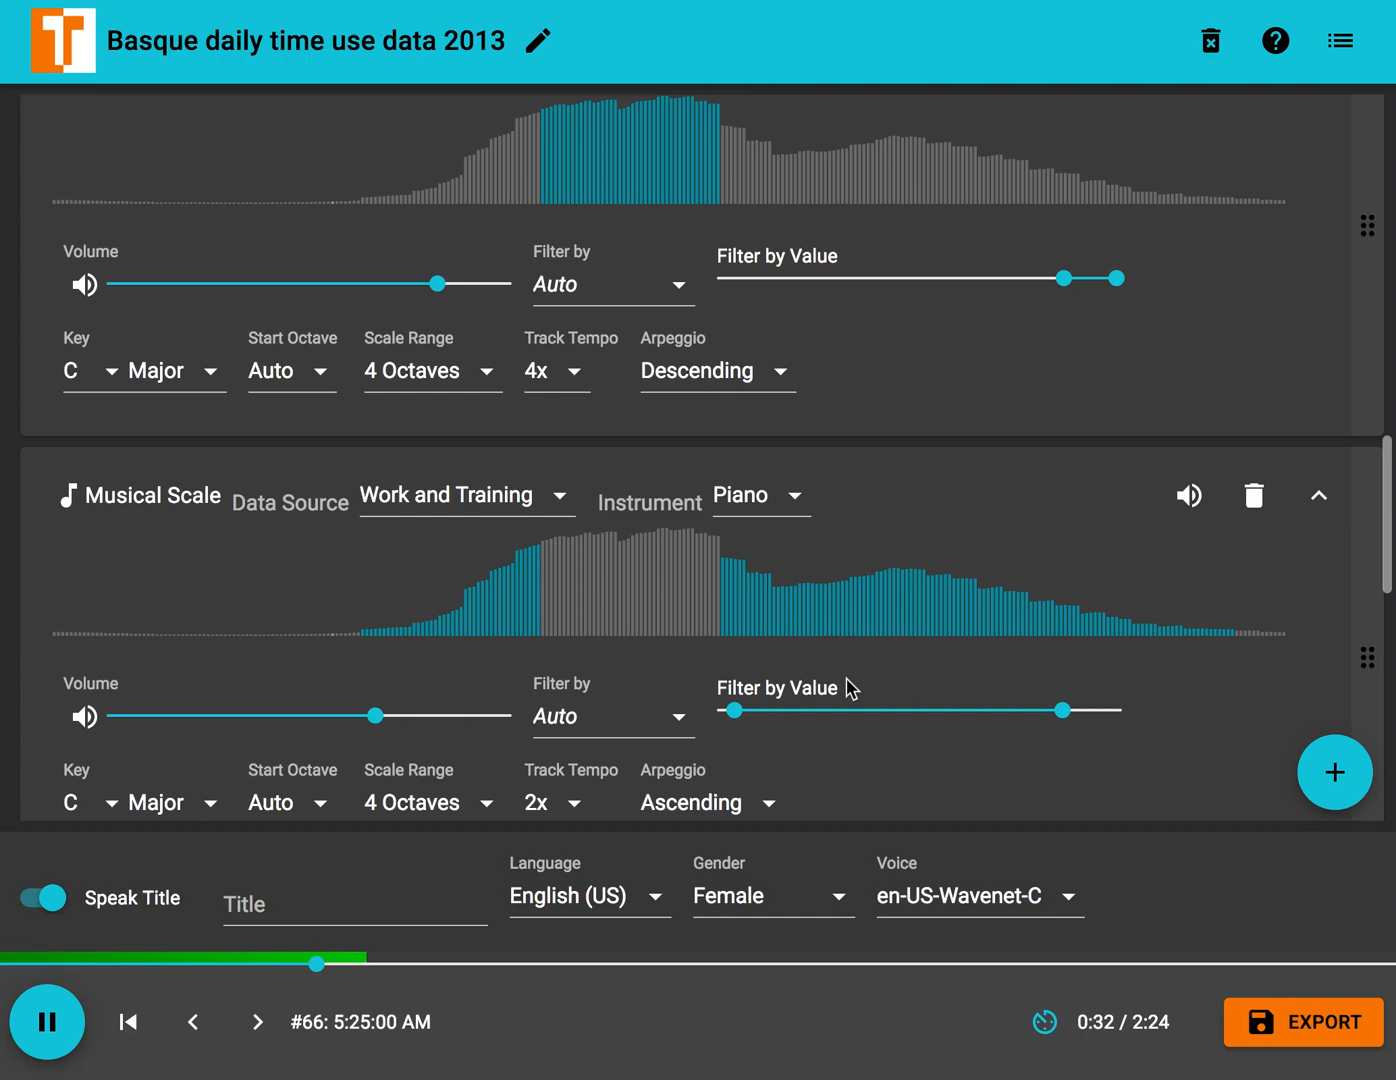 T Basque daily time use data 2013
Volume Filter by Filter by Value
Auto
Key Start Octave Scale Range Track Tempo Arpeggio
C Major Auto 4 Octaves 4x Descending
Musical Scale Data Source Work and Training Instrument Piano
Volume Filter by Filter by Value
Auto
Key Start Octave Scale Range Track Tempo Arpeggio
C Major Auto 4 Octaves 2x Ascending
+
Language Gender Voice
Speak Title Title English (US) Female en-US-Wavenet-C
#66: 5:25:00 AM 0:32 / 2:24 EXPORT